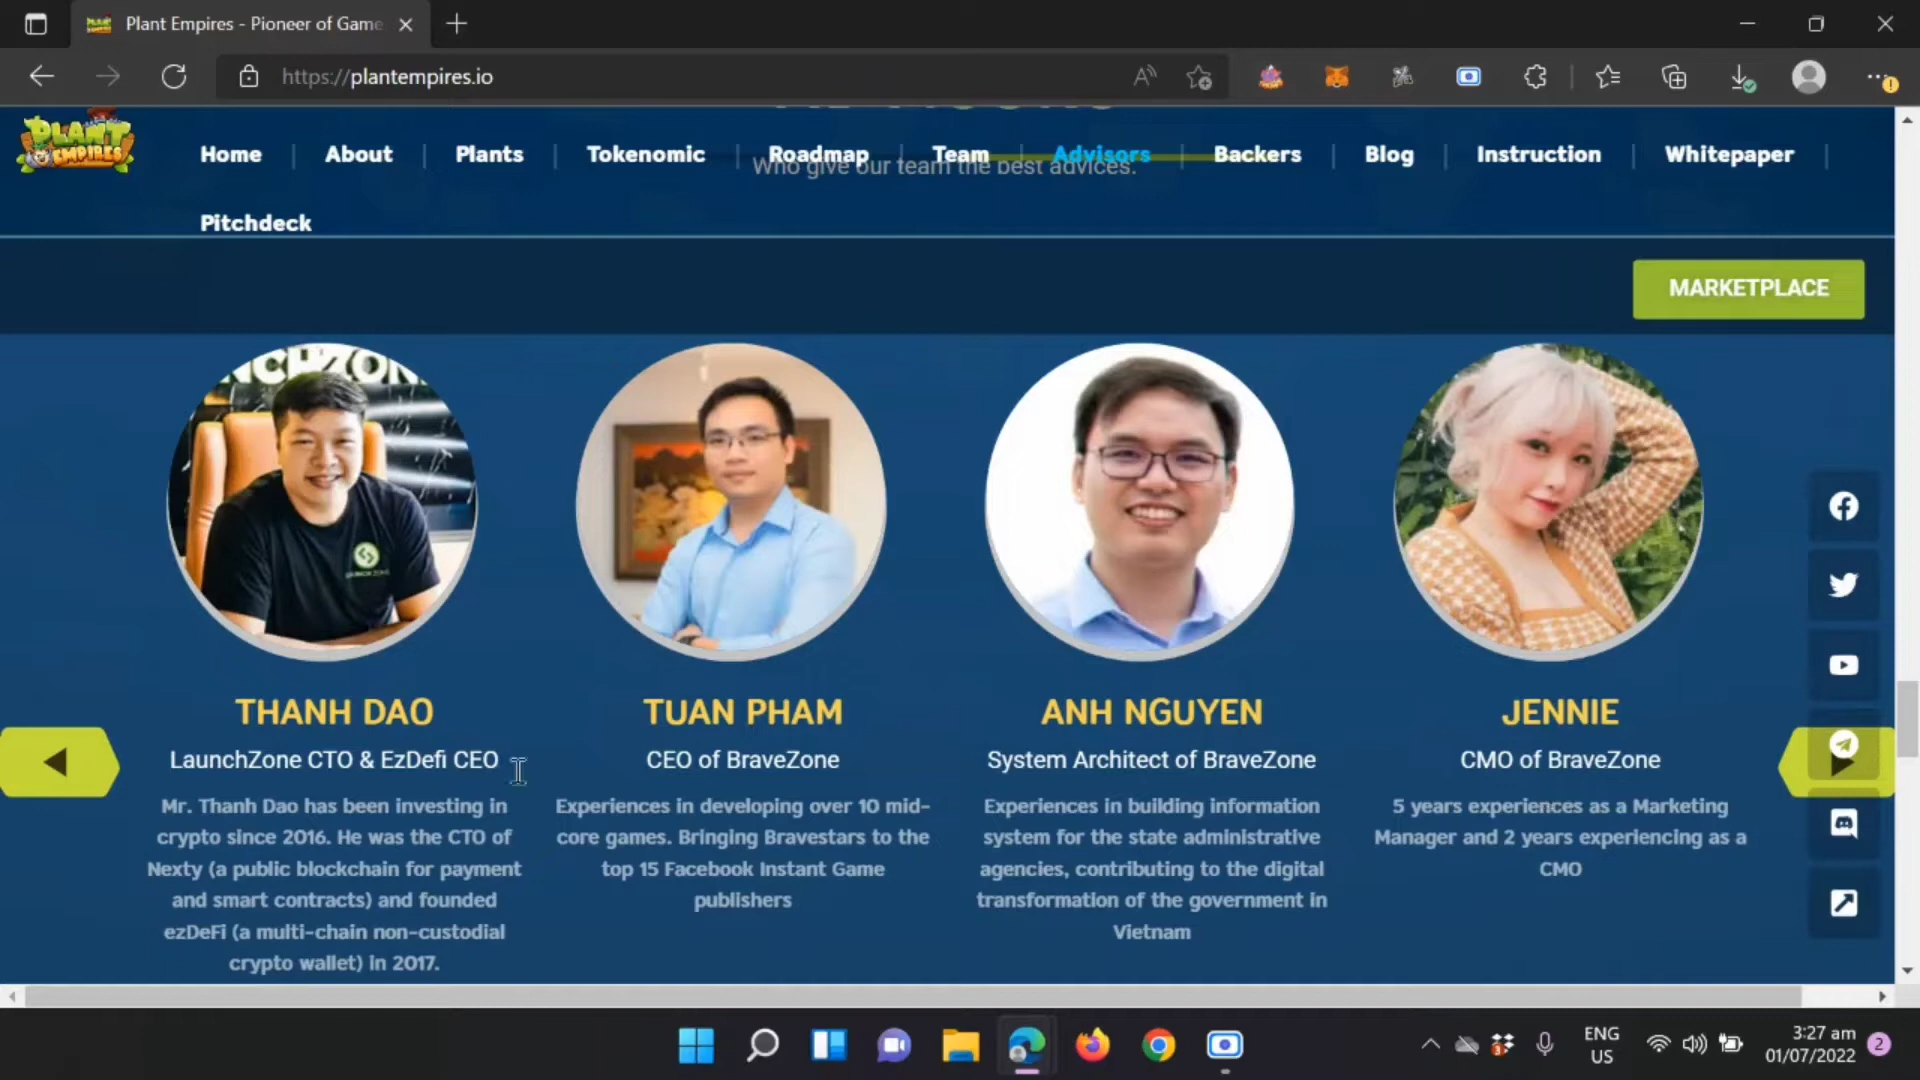 Plant Empires - Pioneer of Game
https://plantempires.io
PLANT
EMPIRES
Home
About
Plants
Tokenomic
Roadmap
Team
Advisors
Backers
Blog
Instruction
Whitepaper
Pitchdeck
Who give our team the best advices.
MARKETPLACE
THANH DAO
LaunchZone CTO & EzDefi CEO
Mr. Thanh Dao has been investing in
crypto since 2016. He was the CTO of
Nexty (a public blockchain for payment
and smart contracts) and founded
ezDeFi (a multi-chain non-custodial
crypto wallet) in 2017.
TUAN PHAM
CEO of BraveZone
Experiences in developing over 10 mid-
core games. Bringing Bravestars to the
top 15 Facebook Instant Game
publishers
ANH NGUYEN
System Architect of BraveZone
Experiences in building information
system for the state administrative
agencies, contributing to the digital
transformation of the government in
Vietnam
JENNIE
CMO of BraveZone
5 years experiences as a Marketing
Manager and 2 years experiencing as a
CMO
ENG
US
3:27 am
01/07/2022
2